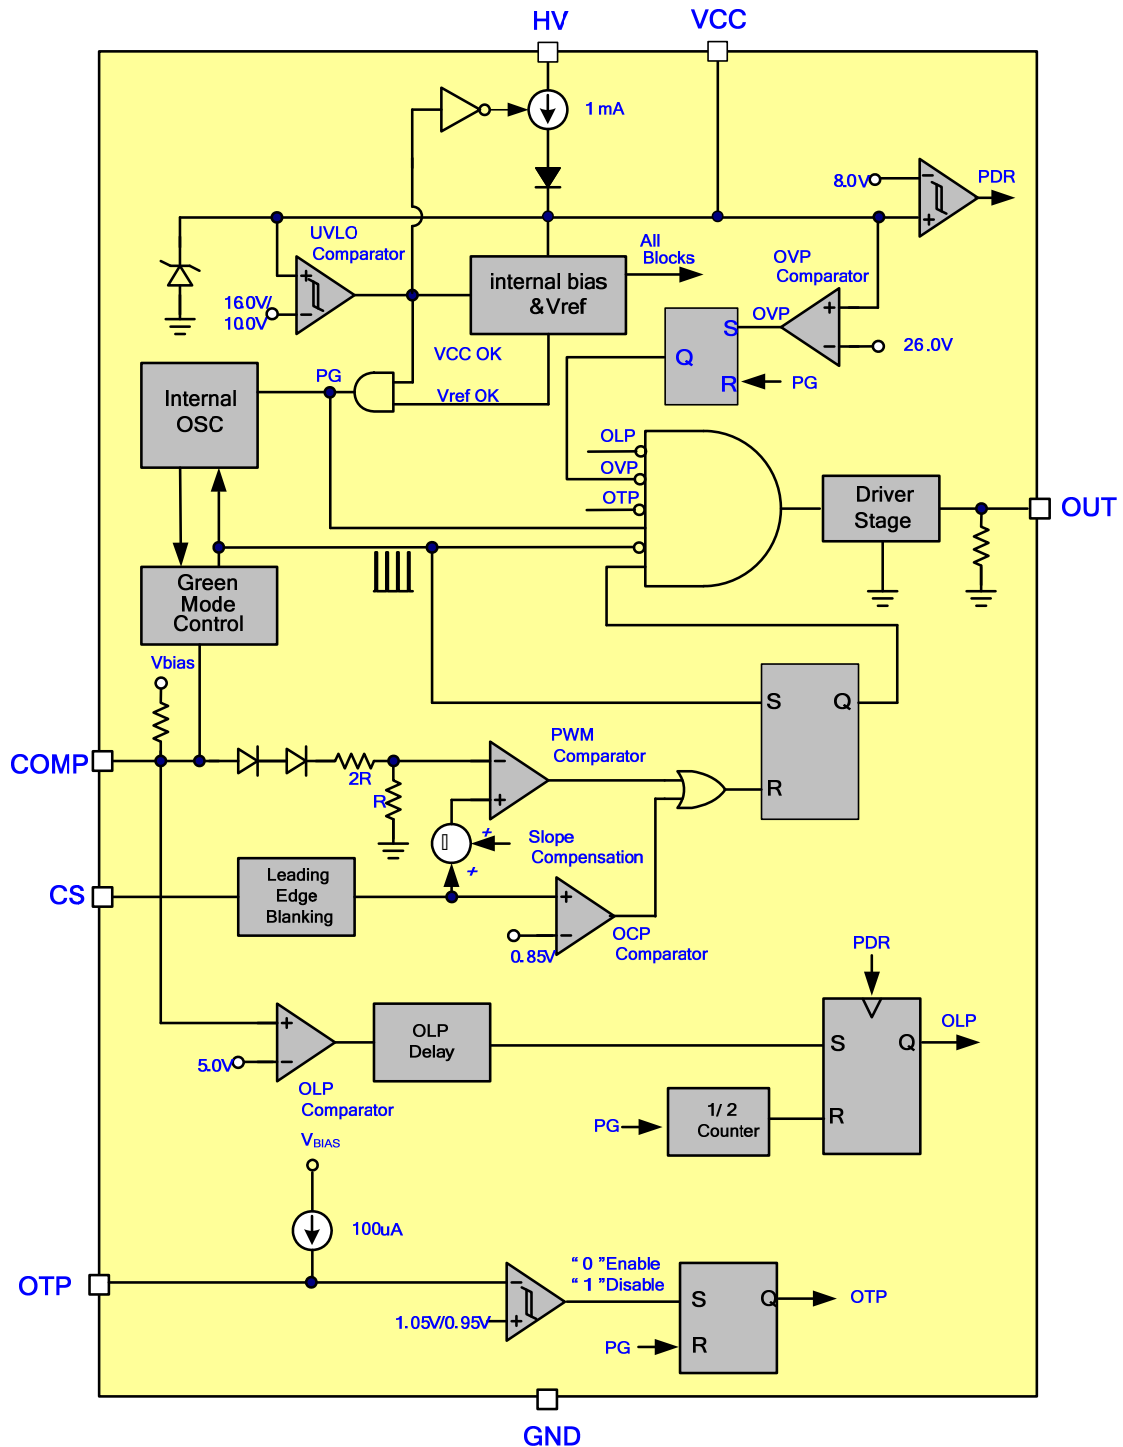 HV
VCC
1mA
8.0V
PDR
UVLO
Comparator
All
Blocks
OVP
Comparator
internal bias
&Vref
16.0V/
10.0V
OVP
S
Q
R
26.0V
PG
VCC OK
PG
Vref OK
Internal
OSC
OLP
OVP
OTP
Driver
Stage
OUT
Green
Mode
Control
Vbias
S
Q
R
COMP
PWM
Comparator
2R
R
Slope
Compensation
+
+
Leading
Edge
Blanking
CS
0.85V
OCP
Comparator
PDR
OLP
Delay
S
Q
R
OLP
5.0V
OLP
Comparator
1/ 2
Counter
PG
VBIAS
100uA
OTP
“ 0 ”Enable
“ 1 ”Disable
S
Q
R
OTP
1.05V/0.95V
PG
GND